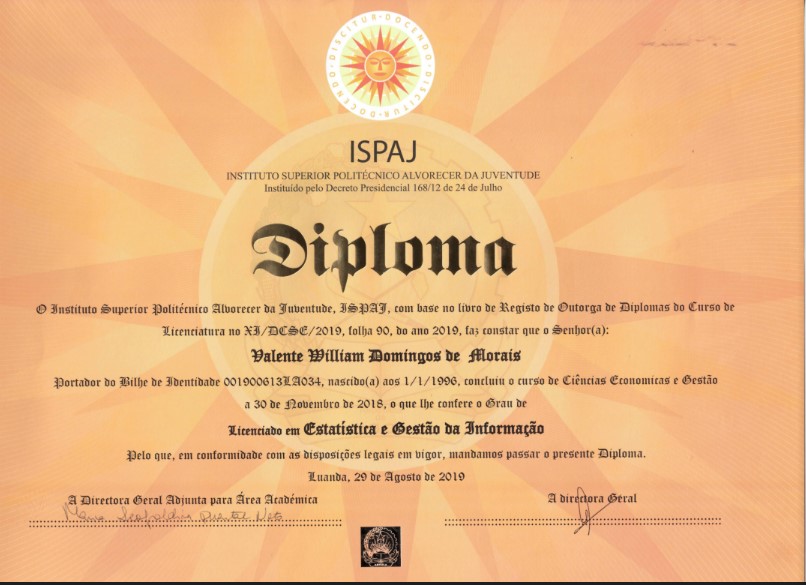 DOCENDO · DISCITUR · DOCENDO · DISCITUR
ISPAJ
INSTITUTO SUPERIOR POLITÉCNICO ALVORECER DA JUVENTUDE
Instituído pelo Decreto Presidencial 168/12 de 24 de Julho
Diploma
O Instituto Superior Politécnico Alvorecer da Juventude, ISPAJ, com base no livro de Registo de Outorga de Diplomas do Curso de
Licenciatura no XI/DCSE/2019, folha 90, do ano 2019, faz constar que o Senhor(a):
Valente William Domingos de Morais
Portador do Bilhe de Identidade 001900613LA034, nascido(a) aos 1/1/1996, concluiu o curso de Ciências Economicas e Gestão
a 30 de Novembro de 2018, o que lhe confere o Grau de
Licenciado em Estatística e Gestão da Informação
Pelo que, em conformidade com as disposições legais em vigor, mandamos passar o presente Diploma.
Luanda, 29 de Agosto de 2019
A Directora Geral Adjunta para Área Académica
A directora Geral